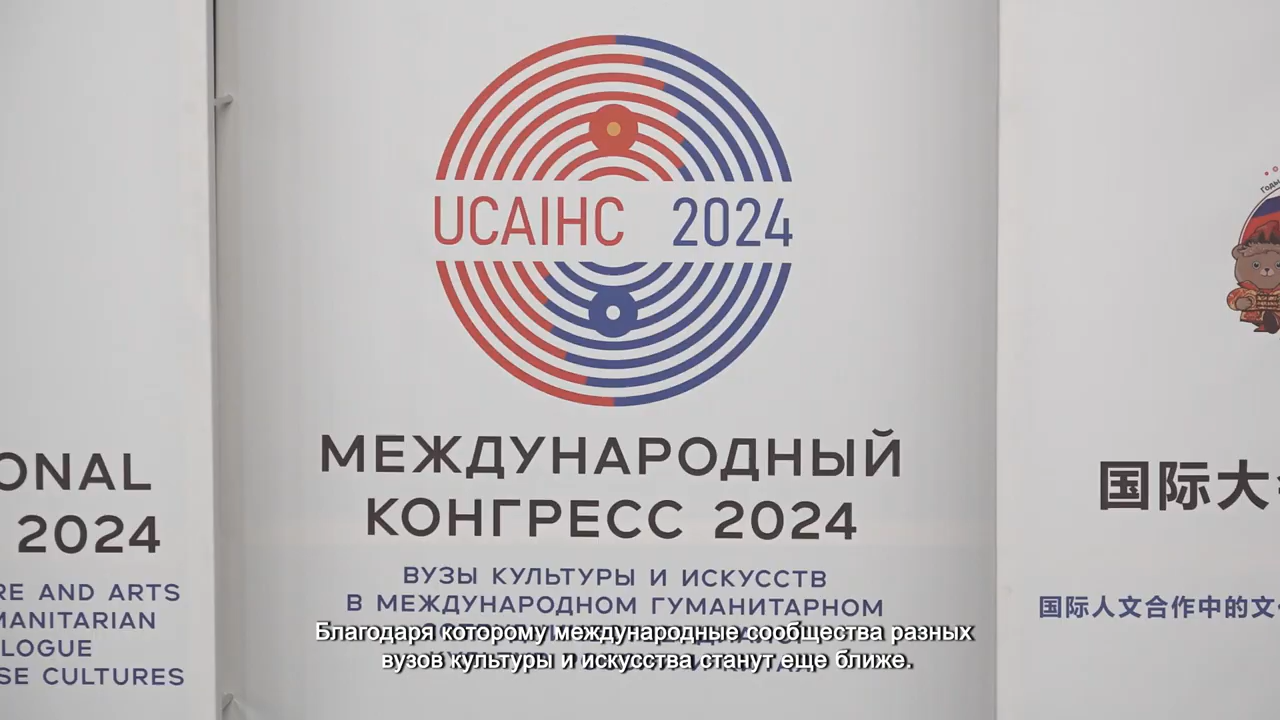 UCAIHC 2024
МЕЖДУНАРОДНЫЙ
КОНГРЕСС 2024
ВУЗЫ КУЛЬТУРЫ И ИСКУССТВ
В МЕЖДУНАРОДНОМ ГУМАНИТАРНОМ
Благодаря которому международные сообщества разных
вузов культуры и искусства станут еще ближе.
ONAL
2024
RE AND ARTS
MANITARIAN
LOGUE
SE CULTURES
国际大
国际人文合作中的文
Годы